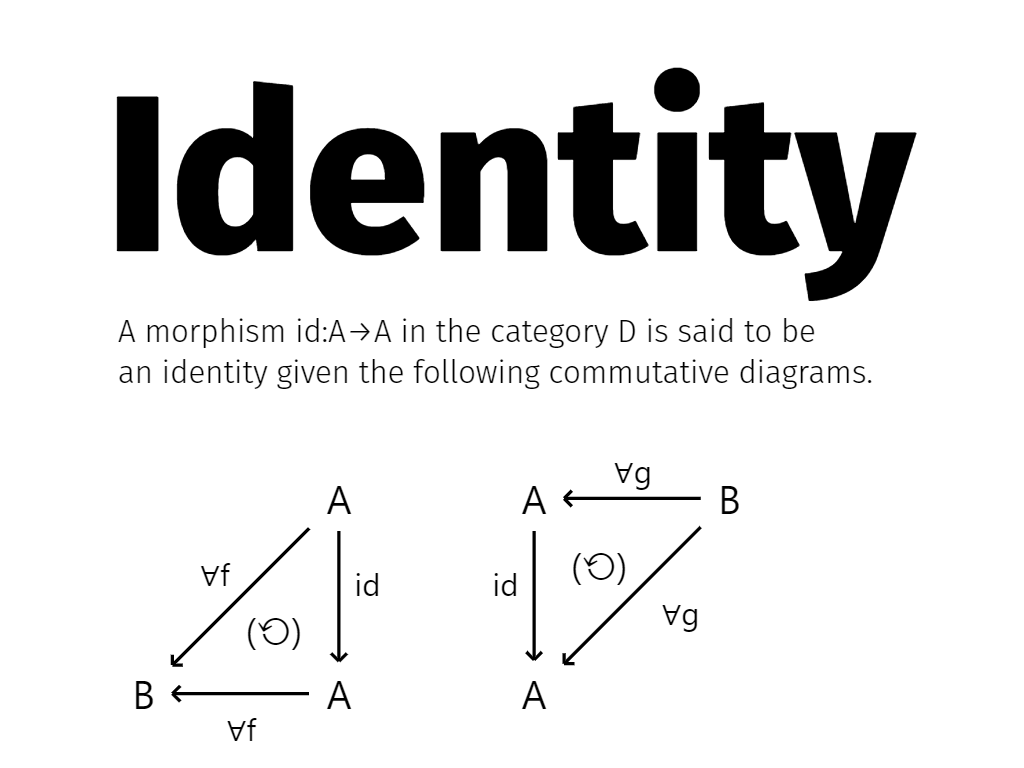 Identity
A morphism id:A→A in the category D is said to be
an identity given the following commutative diagrams.
A
∀f
id
(↺)
B
A
∀f
∀g
A
B
id
(↺)
∀g
A